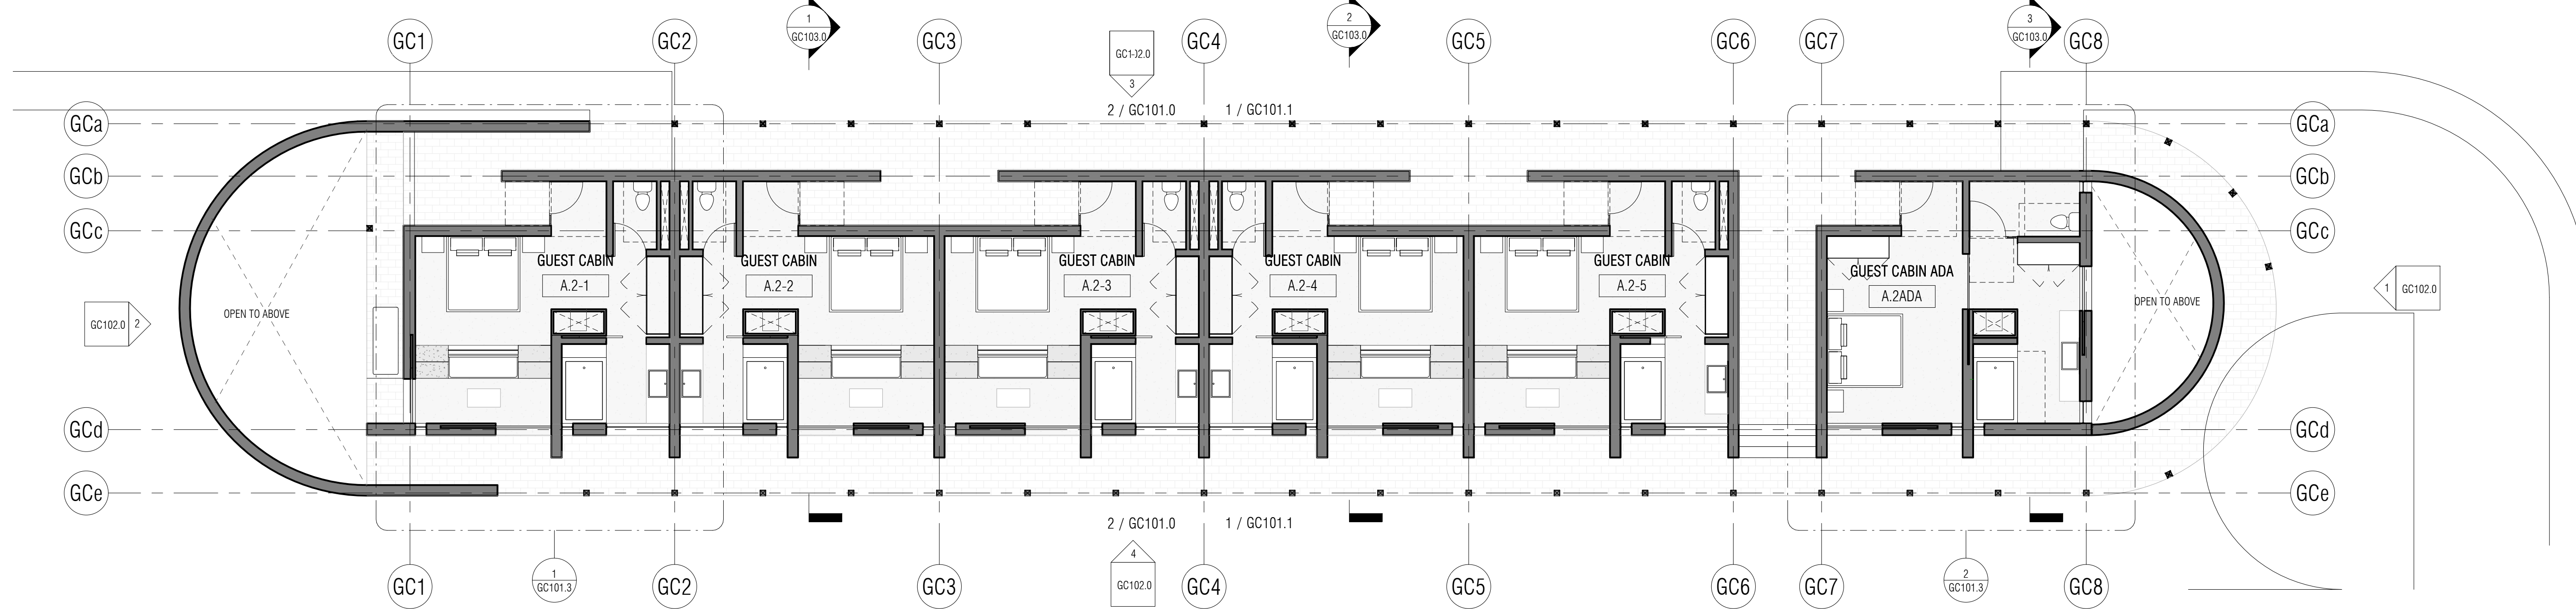 1
GC103.0
2
GC103.0
3
GC103.0
GC1
GC2
GC3
GC4
GC5
GC6
GC7
GC8
GC1-)2.0
3
2 / GC101.0
1 / GC101.1
GCa
GCa
GCb
GCb
GCc
GCc
GUEST CABIN
A.2-1
GUEST CABIN
A.2-2
GUEST CABIN
A.2-3
GUEST CABIN
A.2-4
GUEST CABIN
A.2-5
GUEST CABIN ADA
A.2ADA
OPEN TO ABOVE
OPEN TO ABOVE
GC102.0
2
1
GC102.0
GCd
GCd
GCe
GCe
2 / GC101.0
1 / GC101.1
4
GC102.0
1
GC101.3
2
GC101.3
GC1
GC2
GC3
GC4
GC5
GC6
GC7
GC8